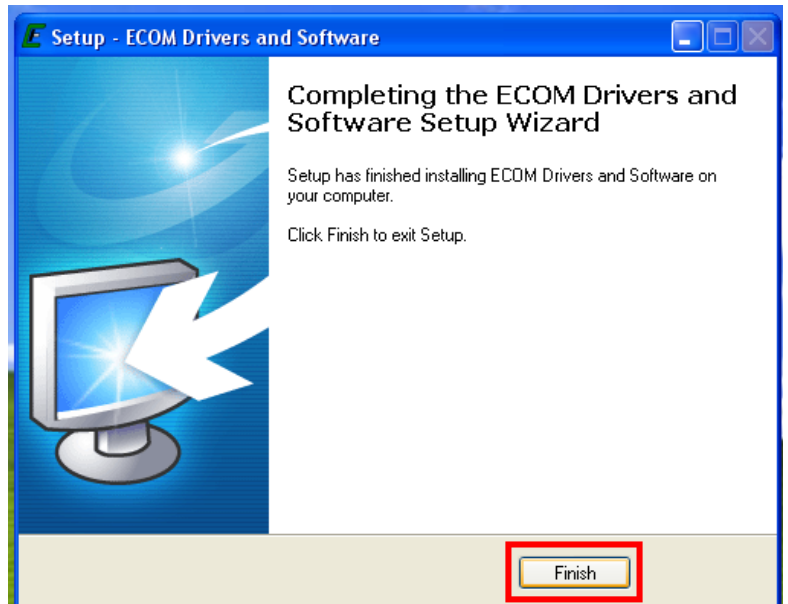 Setup - ECOM Drivers and Software
Completing the ECOM Drivers and
Software Setup Wizard
Setup has finished installing ECOM Drivers and Software on
your computer.
Click Finish to exit Setup.
Finish